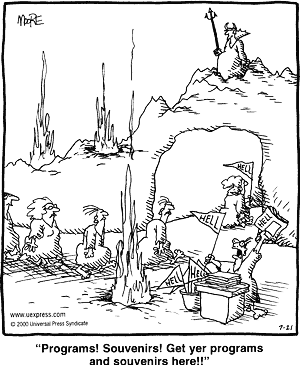 MOORE
HELL
HELL
HELL
HELL
HELL
www.uexpress.com
© 2000 Universal Press Syndicate
7-21
“Programs! Souvenirs! Get yer programs
and souvenirs here!!”